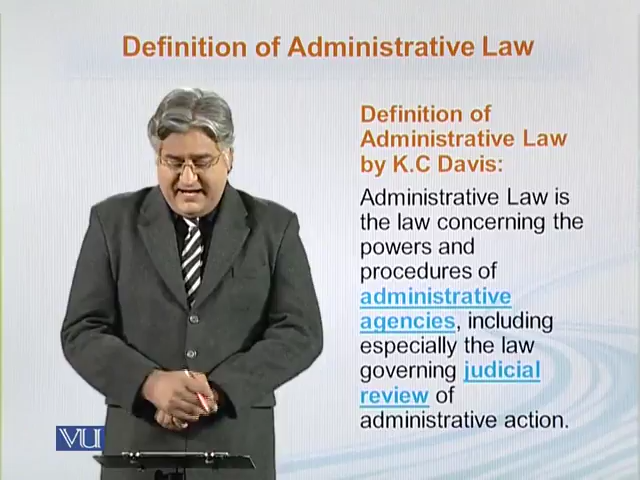 Definition of Administrative Law
Definition of
Administrative Law
by K.C Davis:
Administrative Law is
the law concerning the
powers and
procedures of
administrative
agencies, including
especially the law
governing judicial
review of
administrative action.
VU